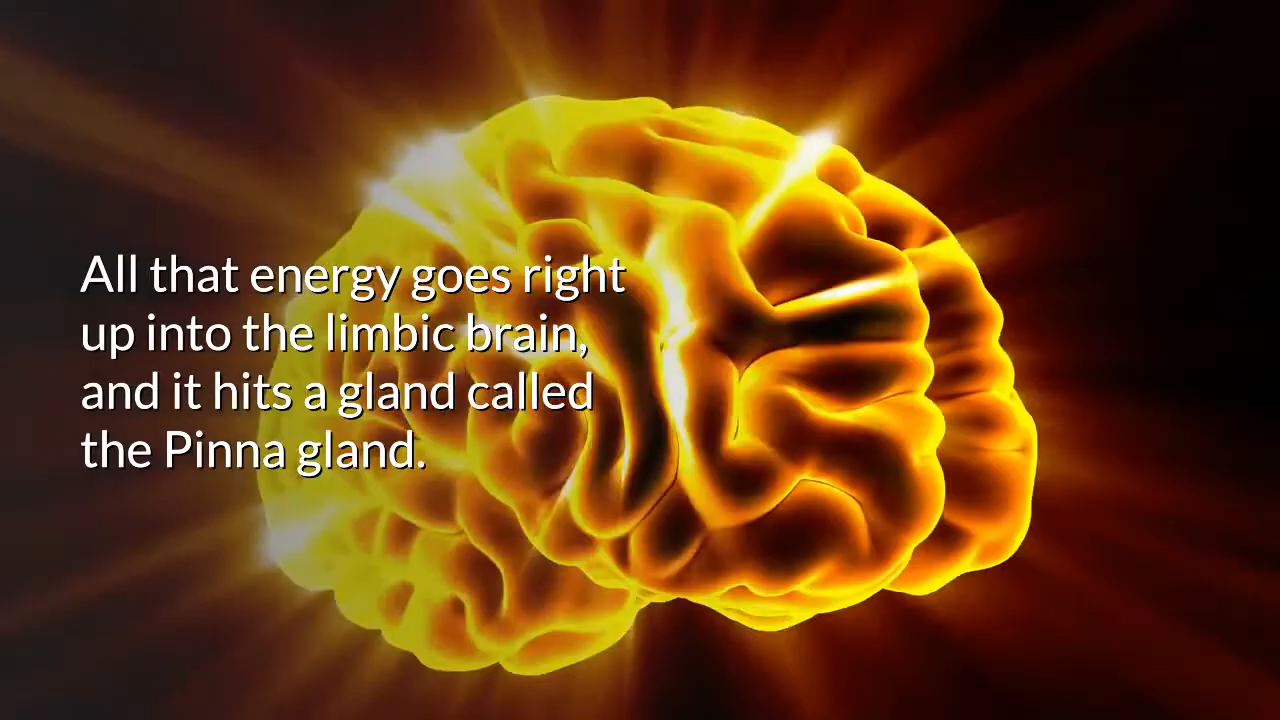 All that energy goes right
up into the limbic brain,
and it hits a gland called
the Pinna gland.